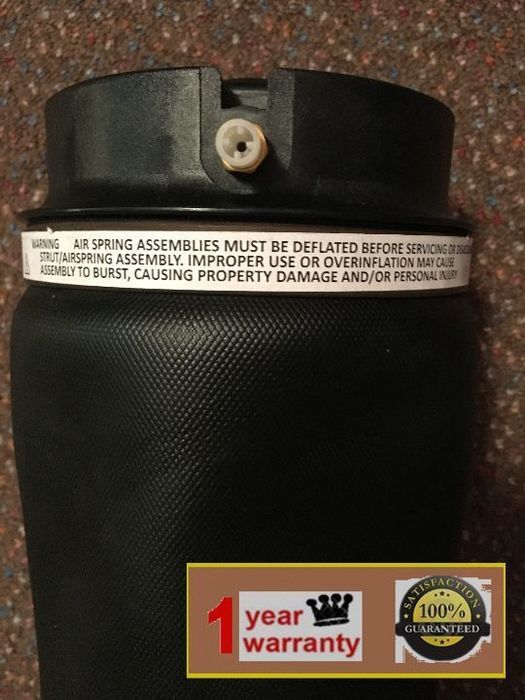 WARNING AIR SPRING ASSEMBLIES MUST BE DEFLATED BEFORE SERVICING OR
STRUT/AIRSPRING ASSEMBLY. IMPROPER USE OR OVERINFLATION MAY CAUSE
ASSEMBLY TO BURST, CAUSING PROPERTY DAMAGE AND/OR PERSONAL INJURY
1 year
warranty
SATISFACTION
100%
GUARANTEED